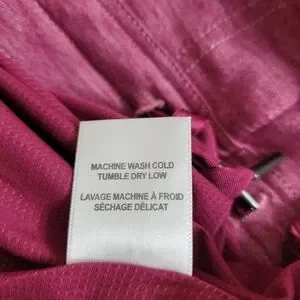 MACHINE WASH COLD
TUMBLE DRY LOW
LAVAGE MACHINE À FROID
SÉCHAGE DÉLICAT